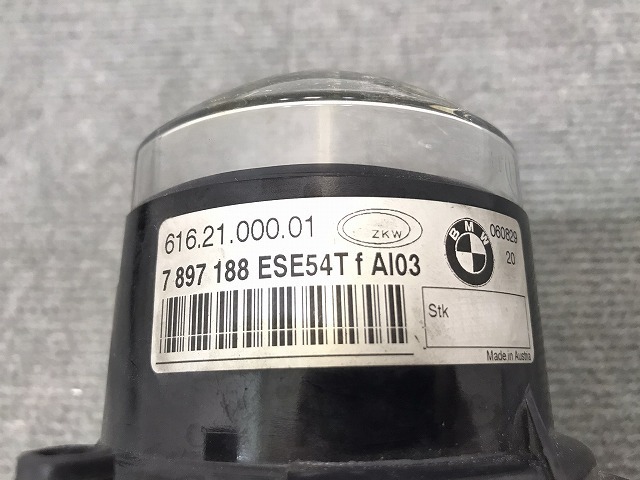 616.21.000.01
ZKW
BMW
060829
20
7 897 188 ESE54T f AI03
Stk
Made in Austria